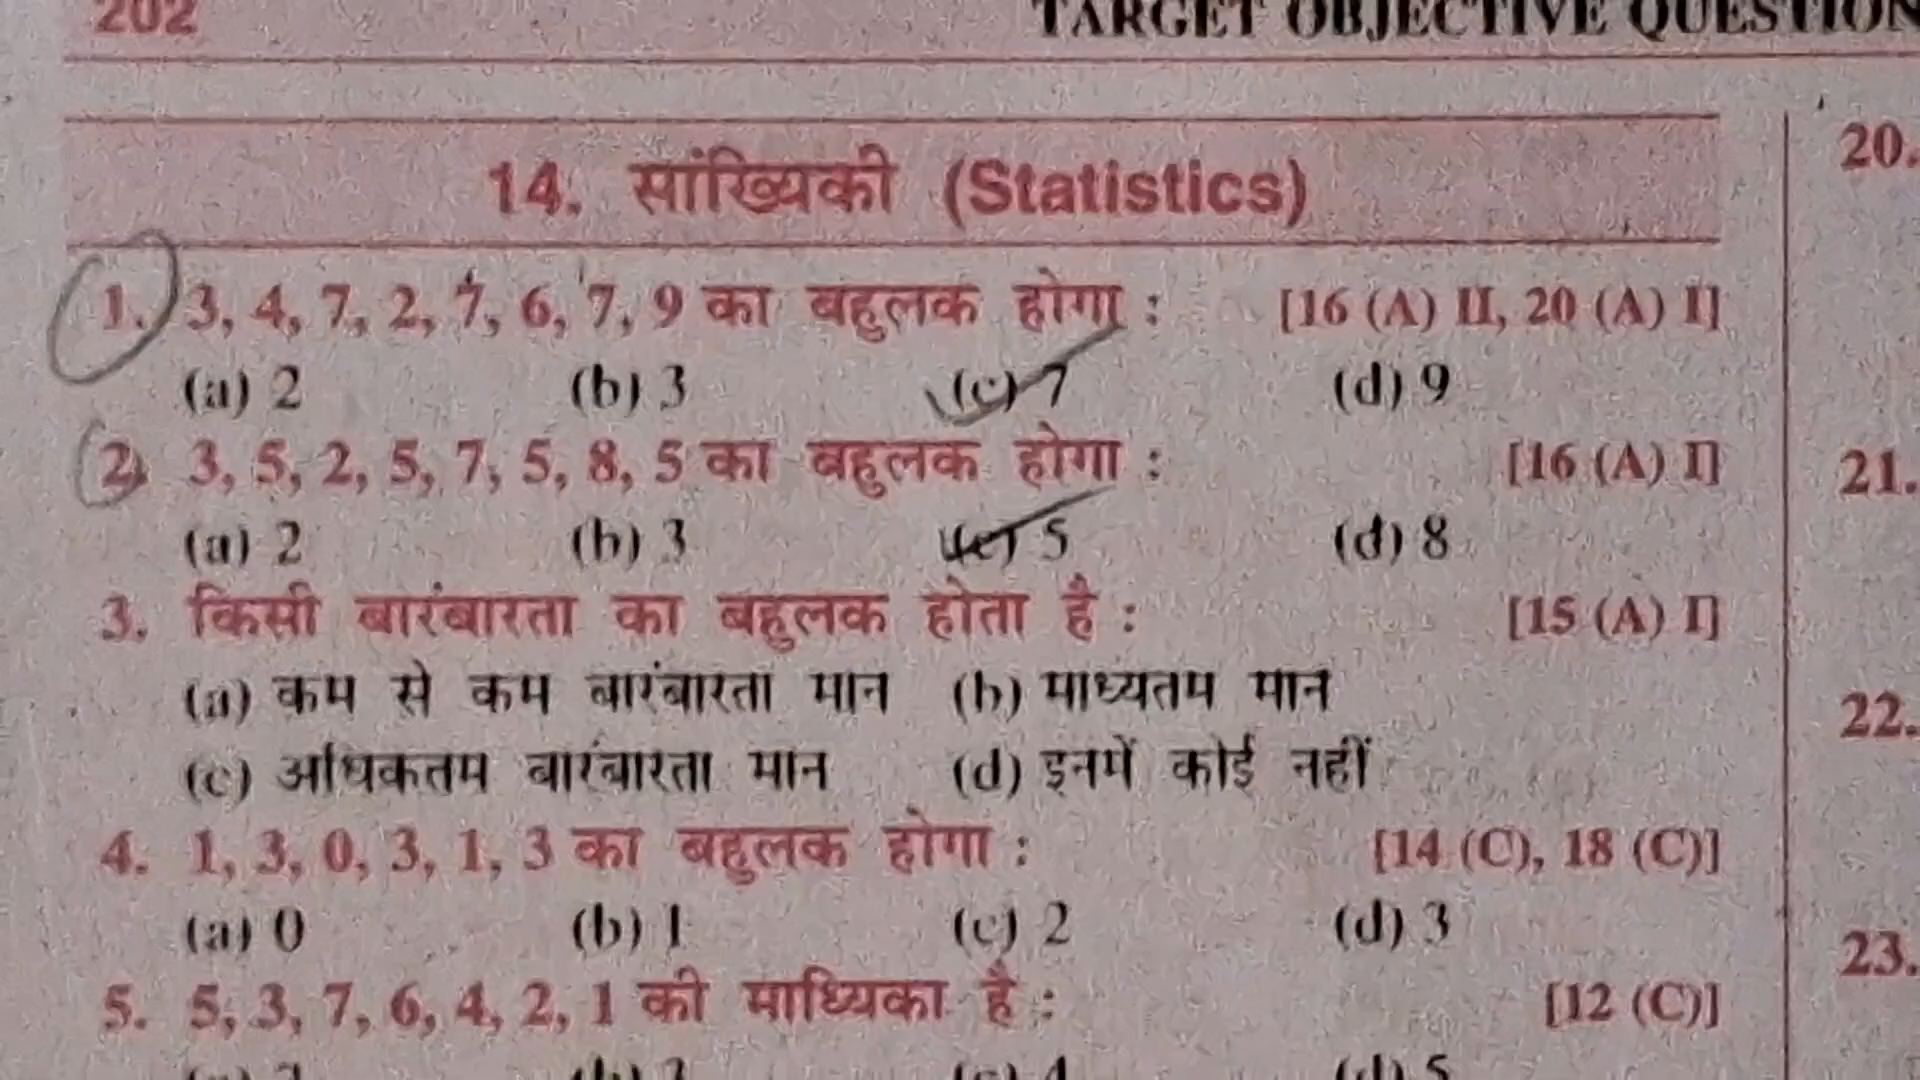 202
TARGET OBJECTIVE QUESTION
14. सांख्यिकी (Statistics)
1. 3, 4, 7, 2, 7, 6, 7, 9 का बहुलक होगा : [16 (A) II, 20 (A) I]
(a) 2 (b) 3 (c) 7 (d) 9
2. 3, 5, 2, 5, 7, 5, 8, 5 का बहुलक होगा : [16 (A) I]
(a) 2 (b) 3 (c) 5 (d) 8
3. किसी बारंबारता का बहुलक होता है : [15 (A) I]
(a) कम से कम बारंबारता मान (b) माध्यतम मान
(c) अधिकतम बारंबारता मान (d) इनमें कोई नहीं
4. 1, 3, 0, 3, 1, 3 का बहुलक होगा : [14 (C), 18 (C)]
(a) 0 (b) 1 (c) 2 (d) 3
5. 5, 3, 7, 6, 4, 2, 1 की माध्यिका है : [12 (C)]
(b) 3 (c) 4 (d) 5
20.
21.
22.
23.